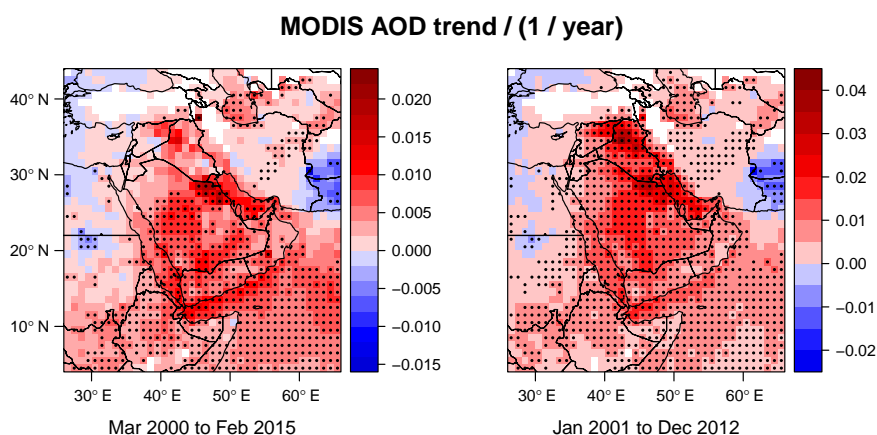 MODIS AOD trend / (1 / year)
40° N
30° N
20° N
10° N
30° E
40° E
50° E
60° E
0.020
0.015
0.010
0.005
0.000
−0.005
−0.010
−0.015
Mar 2000 to Feb 2015
30° E
40° E
50° E
60° E
0.04
0.03
0.02
0.01
0.00
−0.01
−0.02
Jan 2001 to Dec 2012